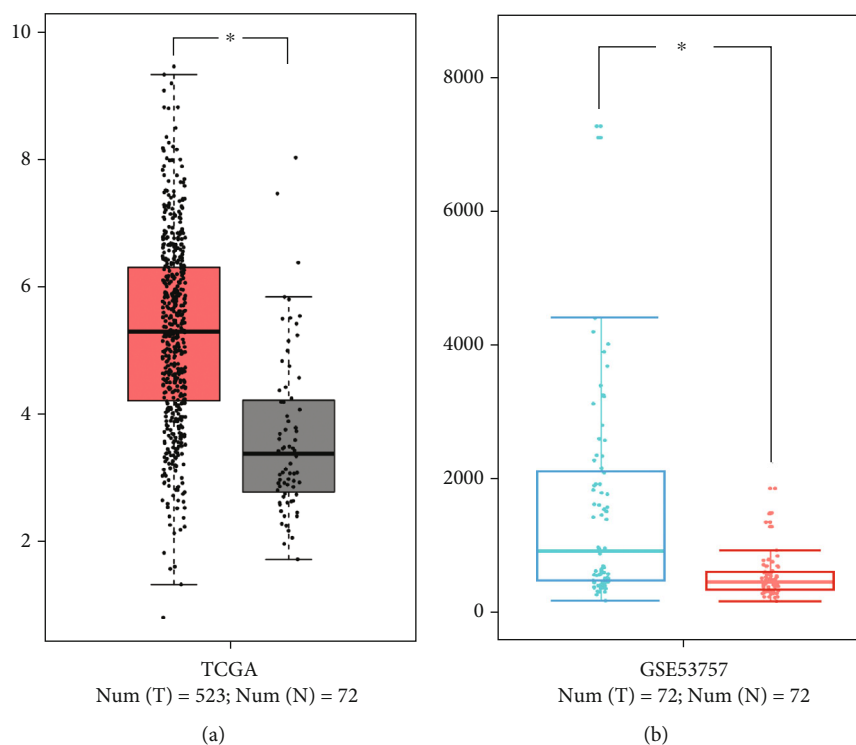 10
8
6
4
2
*
TCGA
Num (T) = 523; Num (N) = 72
(a)
8000
6000
4000
2000
0
*
GSE53757
Num (T) = 72; Num (N) = 72
(b)